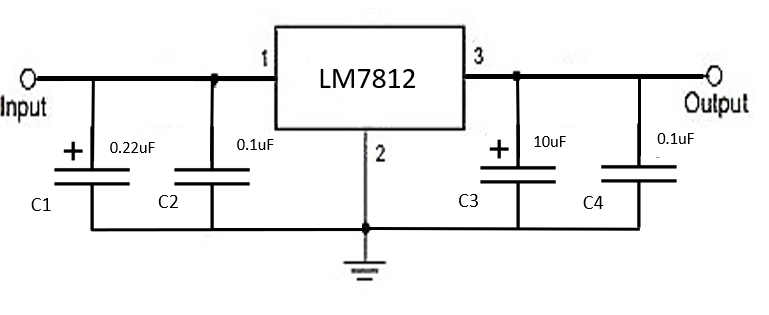 1
LM7812
3
Input
Output
+ 0.22uF
0.1uF
2
+ 10uF
0.1uF
C1
C2
C3
C4